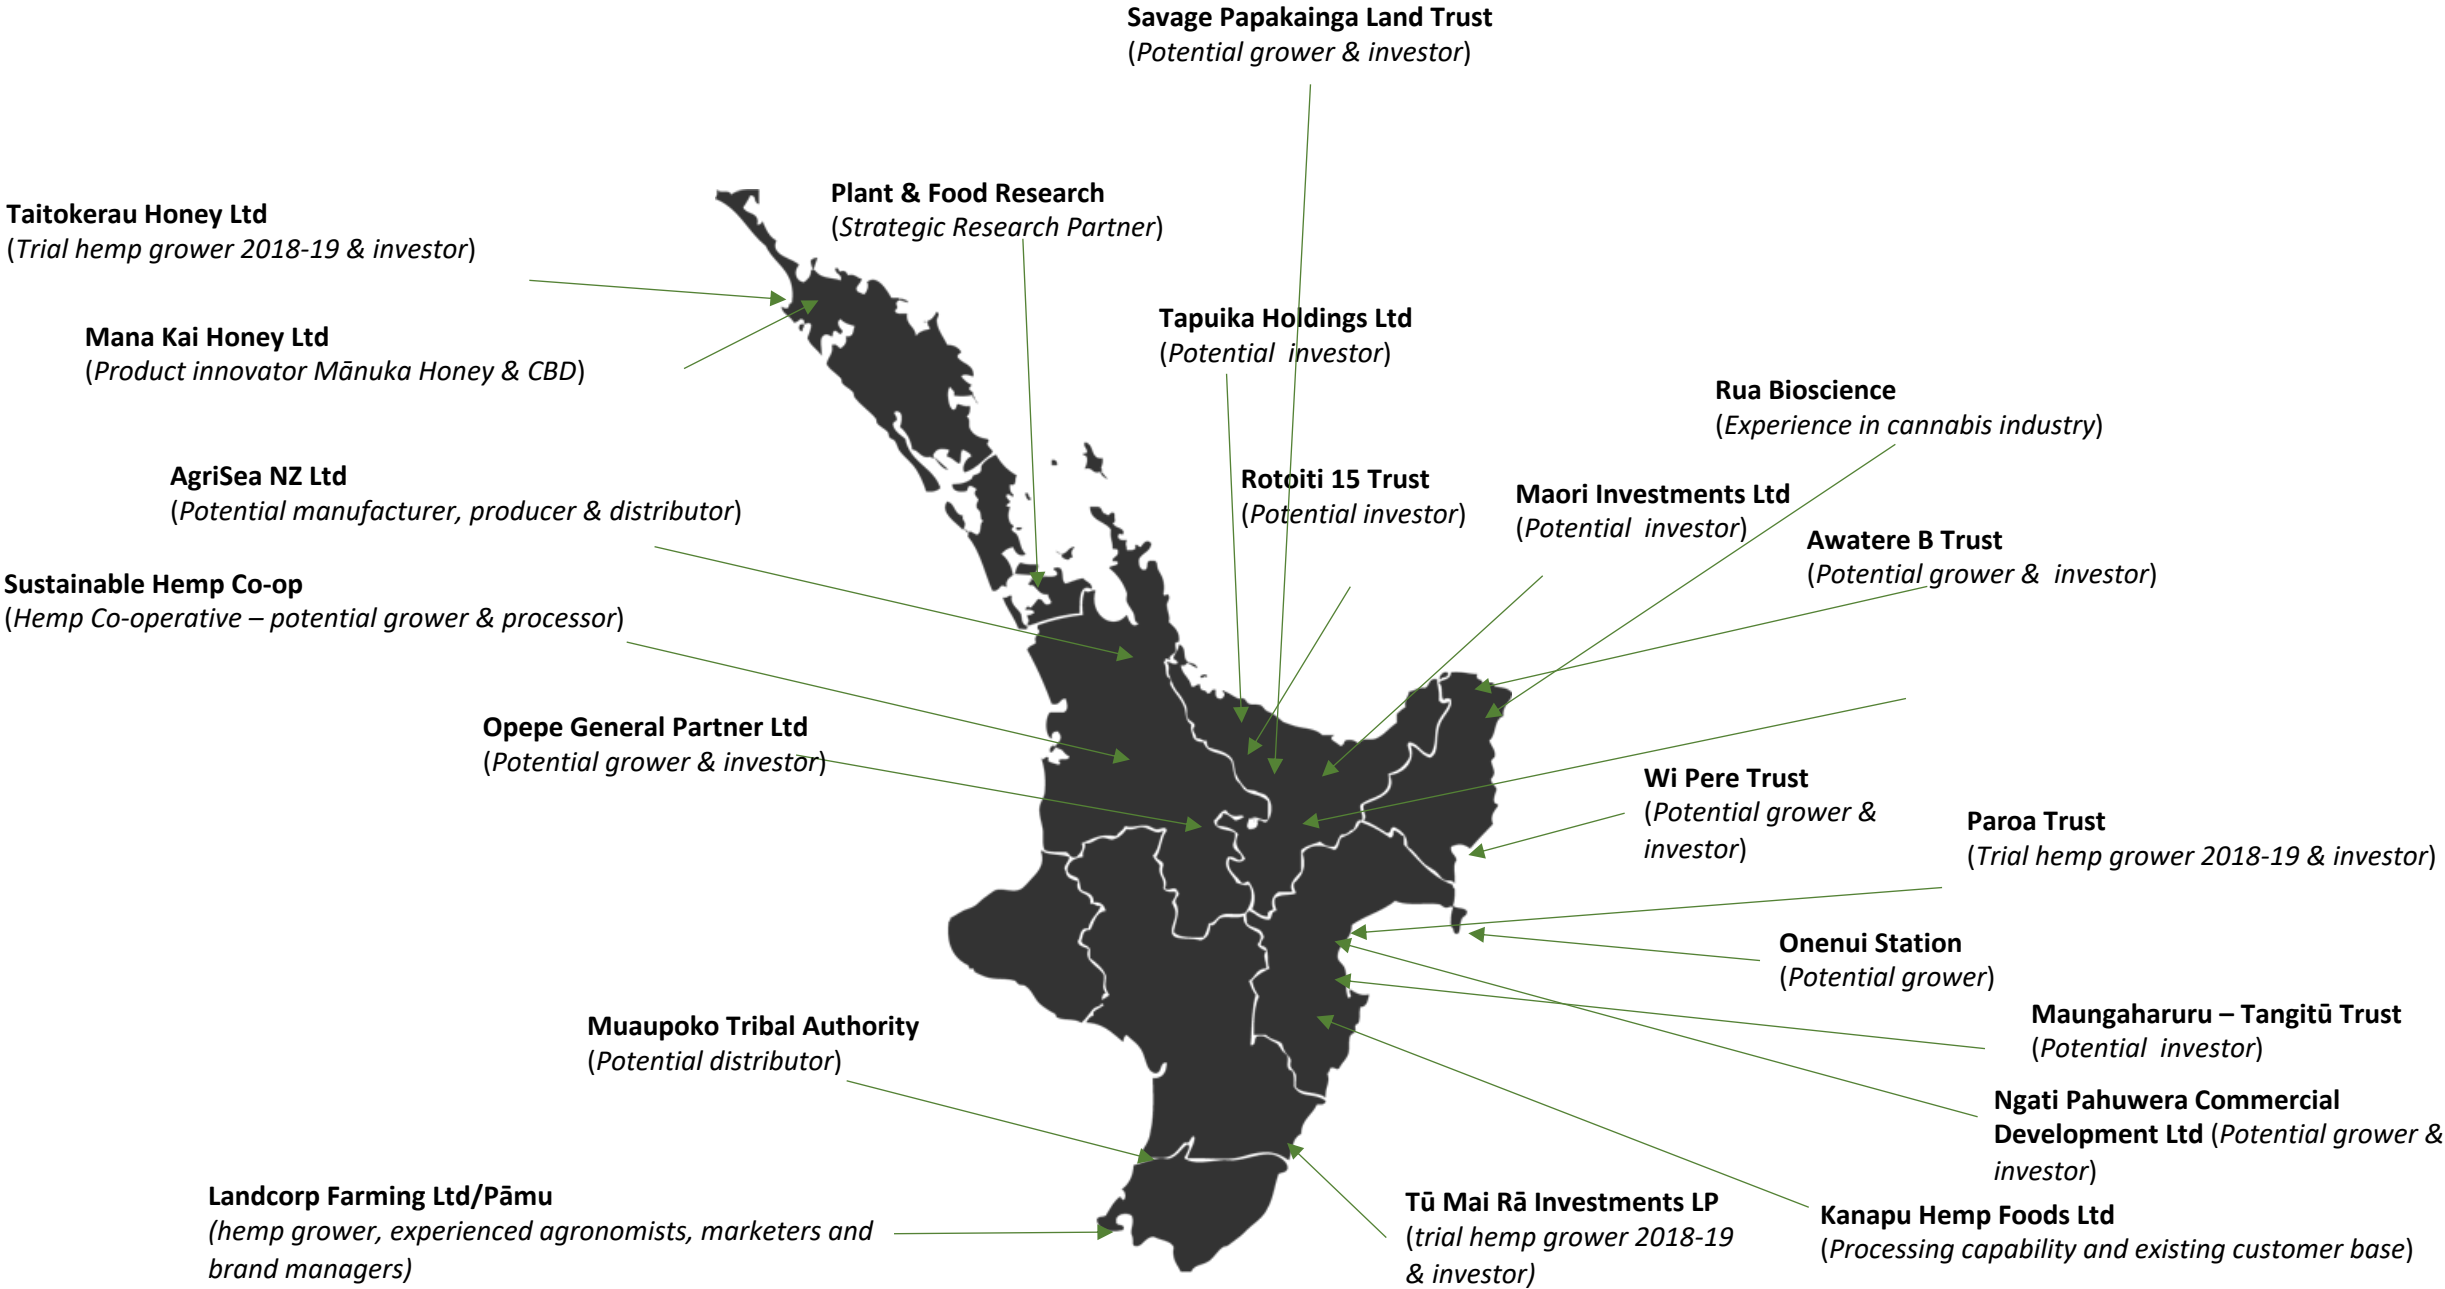 Savage Papakainga Land Trust
(Potential grower & investor)
Plant & Food Research
(Strategic Research Partner)
Taitokerau Honey Ltd
(Trial hemp grower 2018-19 & investor)
Tapuika Holdings Ltd
(Potential  investor)
Mana Kai Honey Ltd
(Product innovator Mānuka Honey & CBD)
Rua Bioscience
(Experience in cannabis industry)
AgriSea NZ Ltd
(Potential manufacturer, producer & distributor)
Rotoiti 15 Trust
(Potential investor)
Maori Investments Ltd
(Potential  investor)
Awatere B Trust
(Potential grower &  investor)
Sustainable Hemp Co-op
(Hemp Co-operative – potential grower & processor)
Opepe General Partner Ltd
(Potential grower & investor)
Wi Pere Trust
(Potential grower &
investor)
Paroa Trust
(Trial hemp grower 2018-19 & investor)
Onenui Station
(Potential grower)
Maungaharuru – Tangitū Trust
(Potential  investor)
Muaupoko Tribal Authority
(Potential distributor)
Ngati Pahuwera Commercial
Development Ltd (Potential grower &
investor)
Landcorp Farming Ltd/Pāmu
(hemp grower, experienced agronomists, marketers and
brand managers)
Tū Mai Rā Investments LP
(trial hemp grower 2018-19
& investor)
Kanapu Hemp Foods Ltd
(Processing capability and existing customer base)